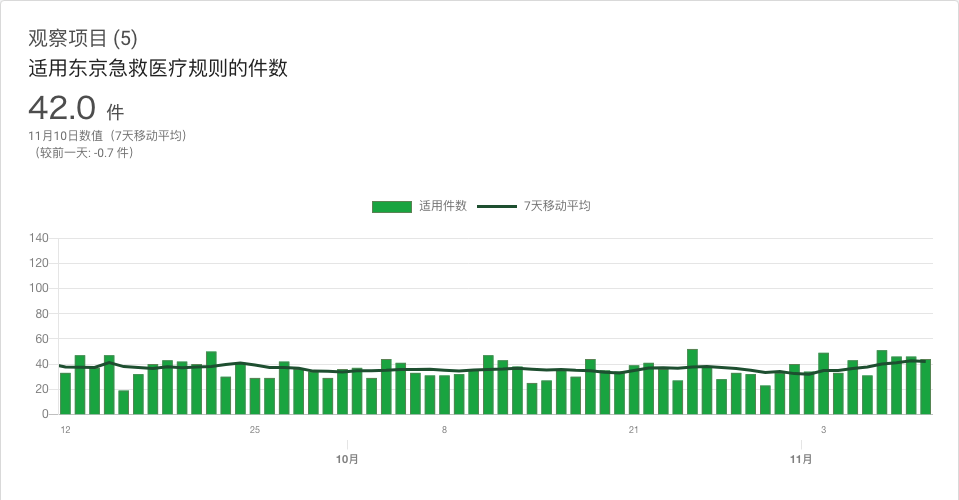 观察项目 (5)
适用东京急救医疗规则的件数
42.0 件
11月10日数值（7天移动平均）
（较前一天: -0.7 件）
适用件数 7天移动平均
140
120
100
80
60
40
20
0
12 25 8 21 3
10月 11月